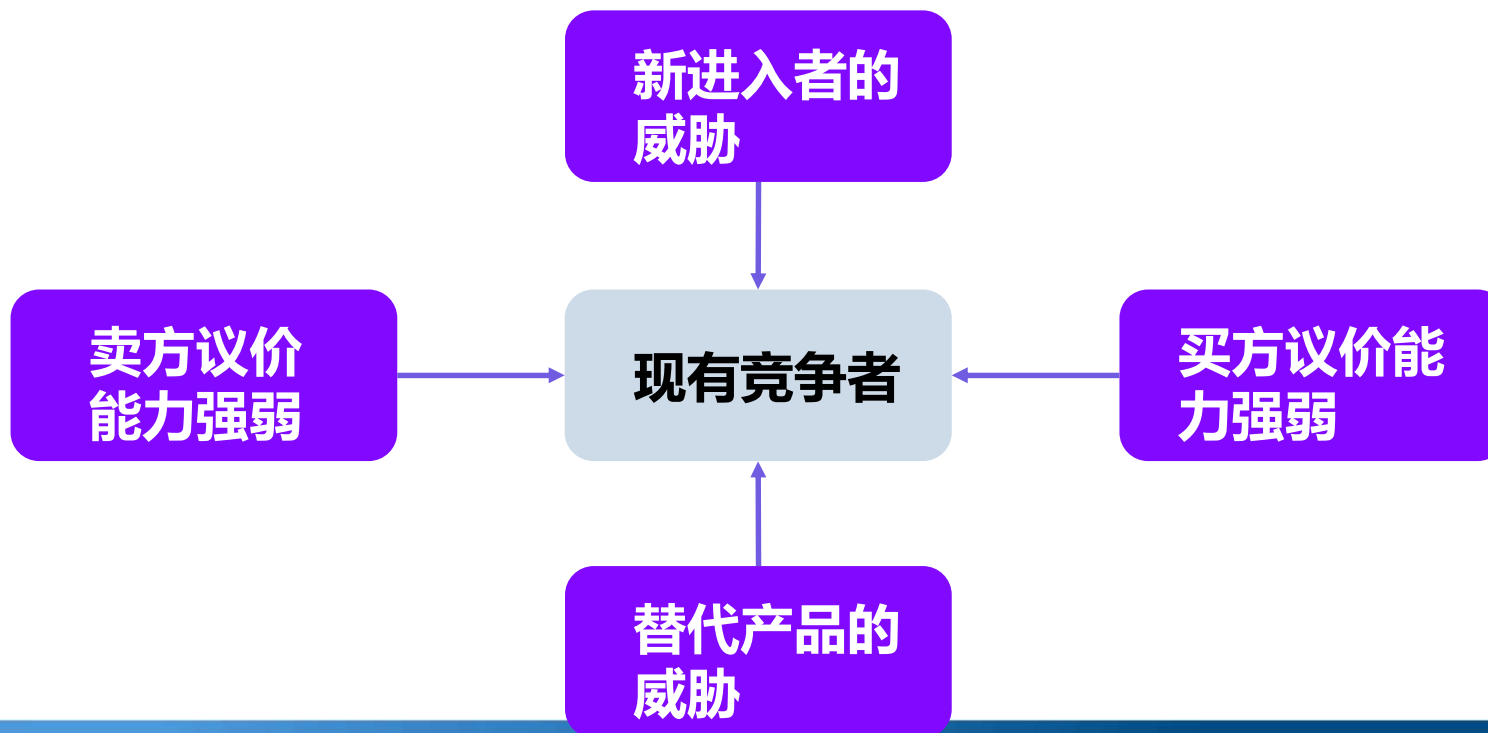 新进入者的
威胁
卖方议价
能力强弱
现有竞争者
买方议价能
力强弱
替代产品的
威胁